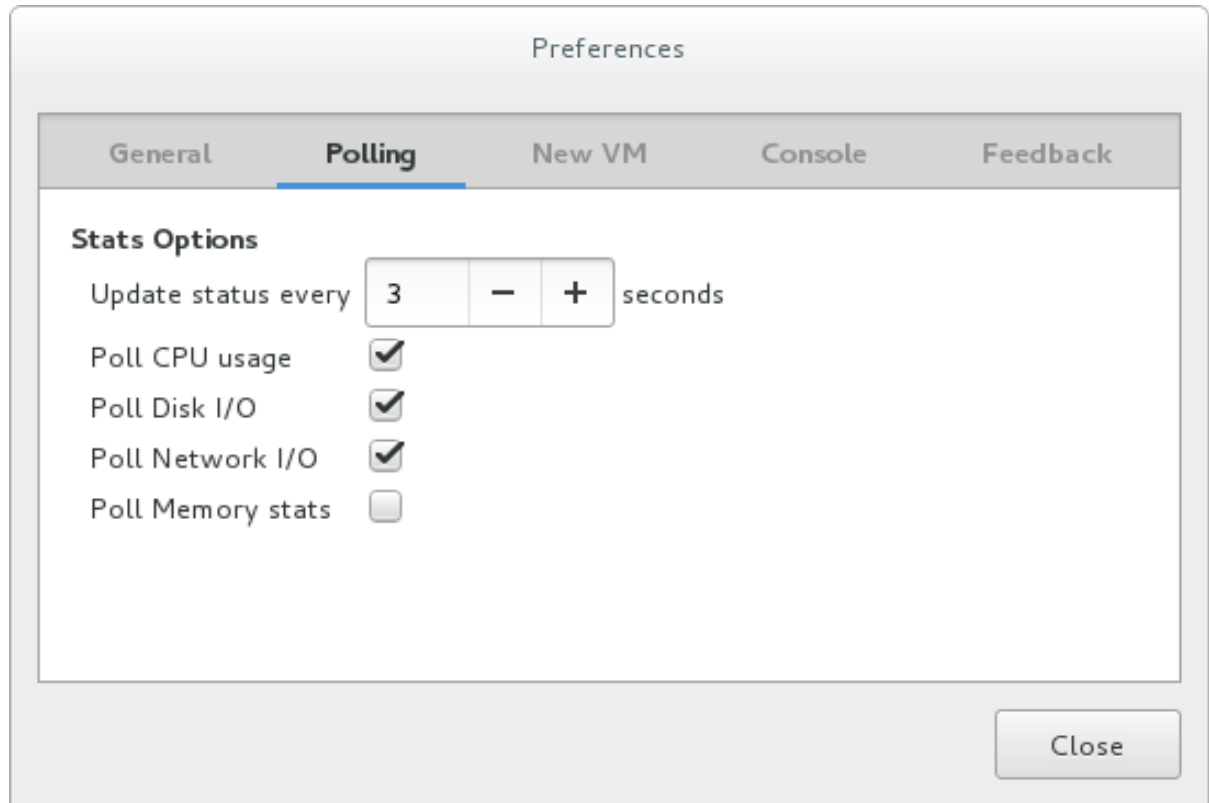 Preferences
General Polling New VM Console Feedback
Stats Options
Update status every 3 − + seconds
Poll CPU usage
Poll Disk I/O
Poll Network I/O
Poll Memory stats
Close